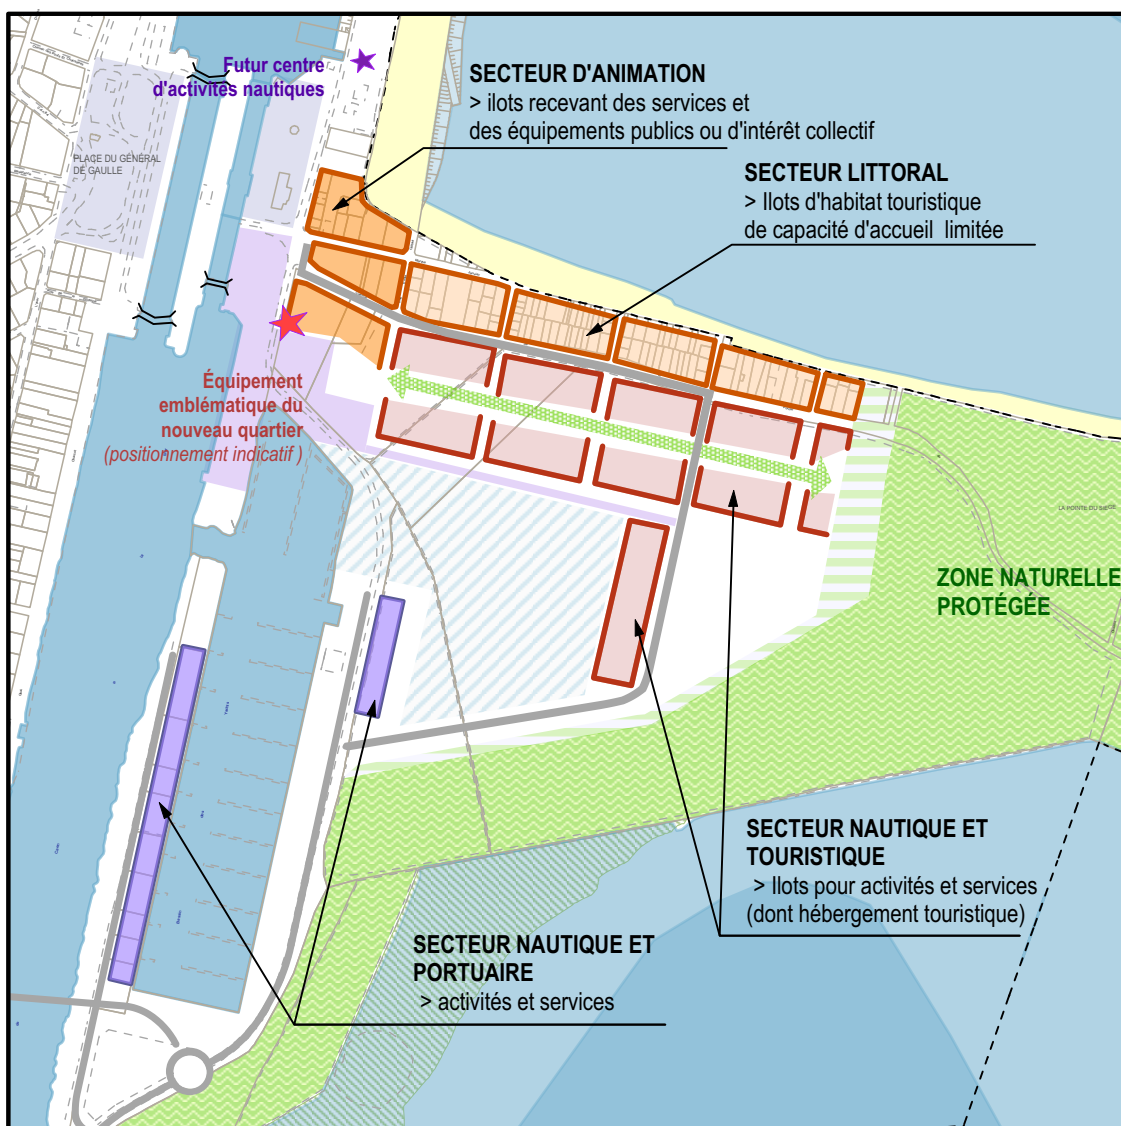 Futur centre
d'activités nautiques
SECTEUR D'ANIMATION
> ilots recevant des services et
des équipements publics ou d'intérêt collectif
PLACE DU GÉNÉRAL
DE GAULLE
SECTEUR LITTORAL
> Ilots d'habitat touristique
de capacité d'accueil limitée
Équipement
emblématique du
nouveau quartier
(positionnement indicatif )
LA POINTE DU SIEGE
ZONE NATURELLE
PROTÉGÉE
SECTEUR NAUTIQUE ET
TOURISTIQUE
> Ilots pour activités et services
(dont hébergement touristique)
SECTEUR NAUTIQUE ET
PORTUAIRE
> activités et services